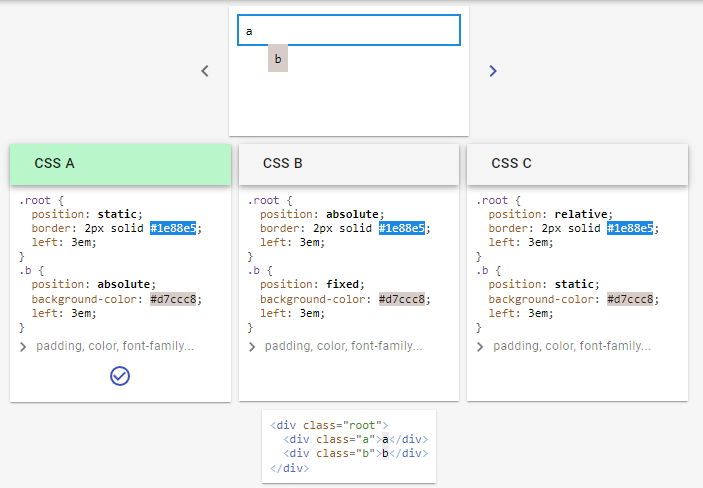 a
b
CSS A
.root {
position: static;
border: 2px solid #1e88e5;
left: 3em;
}
.b {
position: absolute;
background-color: #d7ccc8;
left: 3em;
}
padding, color, font-family...
CSS B
.root {
position: absolute;
border: 2px solid #1e88e5;
left: 3em;
}
.b {
position: fixed;
background-color: #d7ccc8;
left: 3em;
}
padding, color, font-family...
CSS C
.root {
position: relative;
border: 2px solid #1e88e5;
left: 3em;
}
.b {
position: static;
background-color: #d7ccc8;
left: 3em;
}
padding, color, font-family...
<div class="root">
<div class="a">a</div>
<div class="b">b</div>
</div>